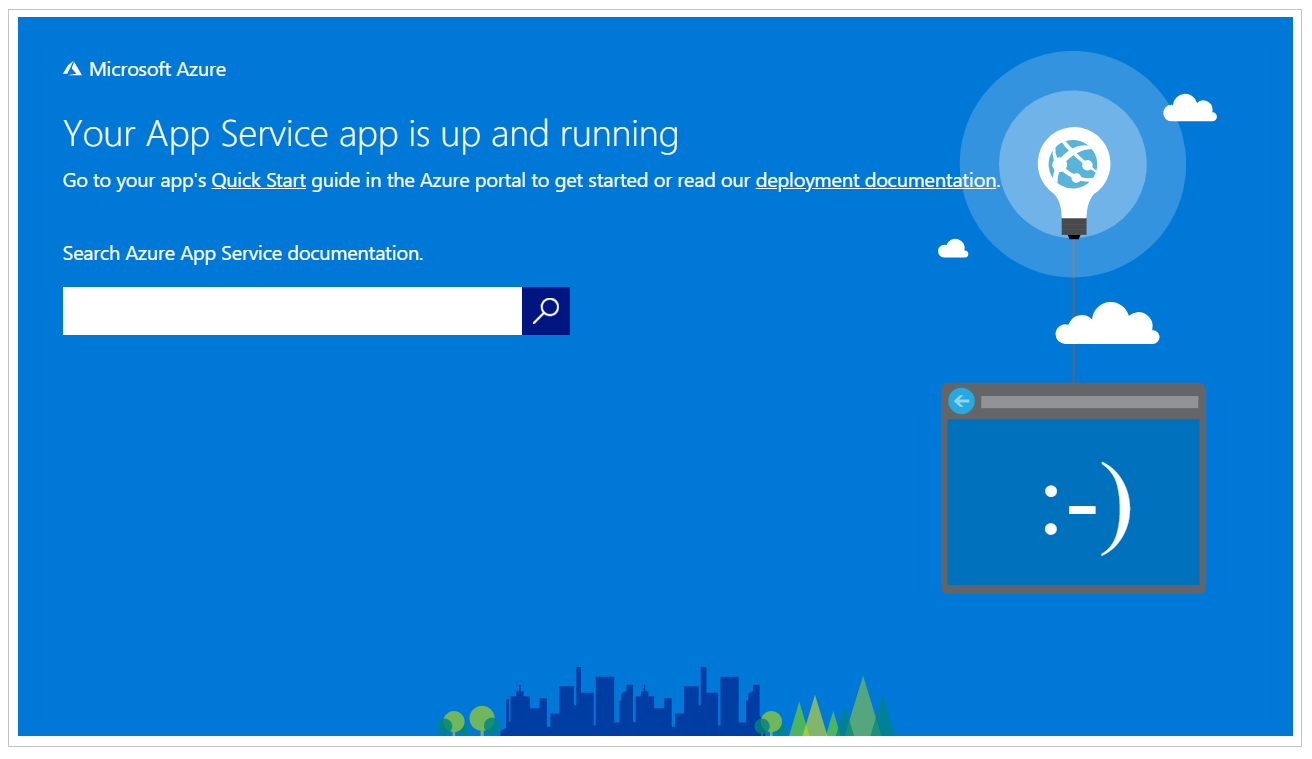 Microsoft Azure
Your App Service app is up and running
Go to your app's Quick Start guide in the Azure portal to get started or read our deployment documentation.
Search Azure App Service documentation.
:-)